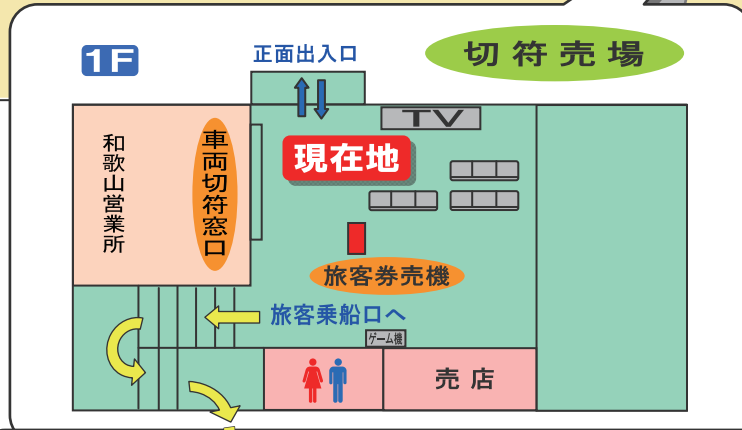 1F
正面出入口
切符売場
TV
現在地
和歌山営業所
車両切符窓口
旅客券売機
旅客乗船口へ
ゲーム機
売店